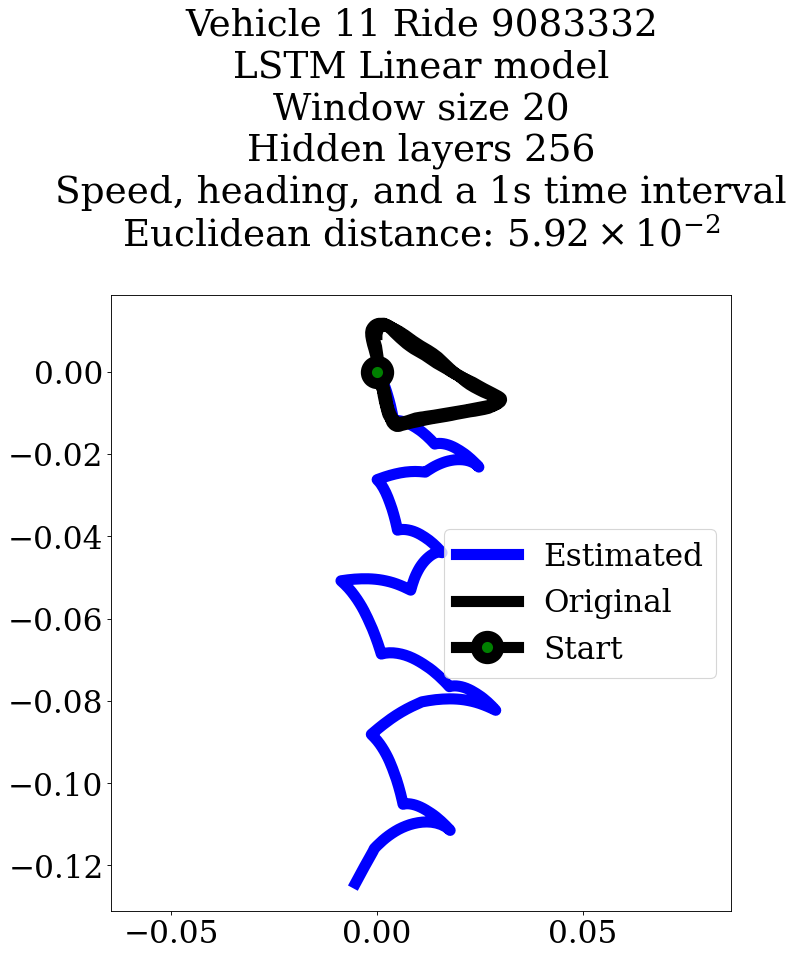 Vehicle 11 Ride 9083332
LSTM Linear model
Window size 20
Hidden layers 256
Speed, heading, and a 1s time interval
Euclidean distance: 5.92 × 10⁻²
0.00
−0.02
−0.04
−0.06
−0.08
−0.10
−0.12
Estimated
Original
Start
−0.05 0.00 0.05